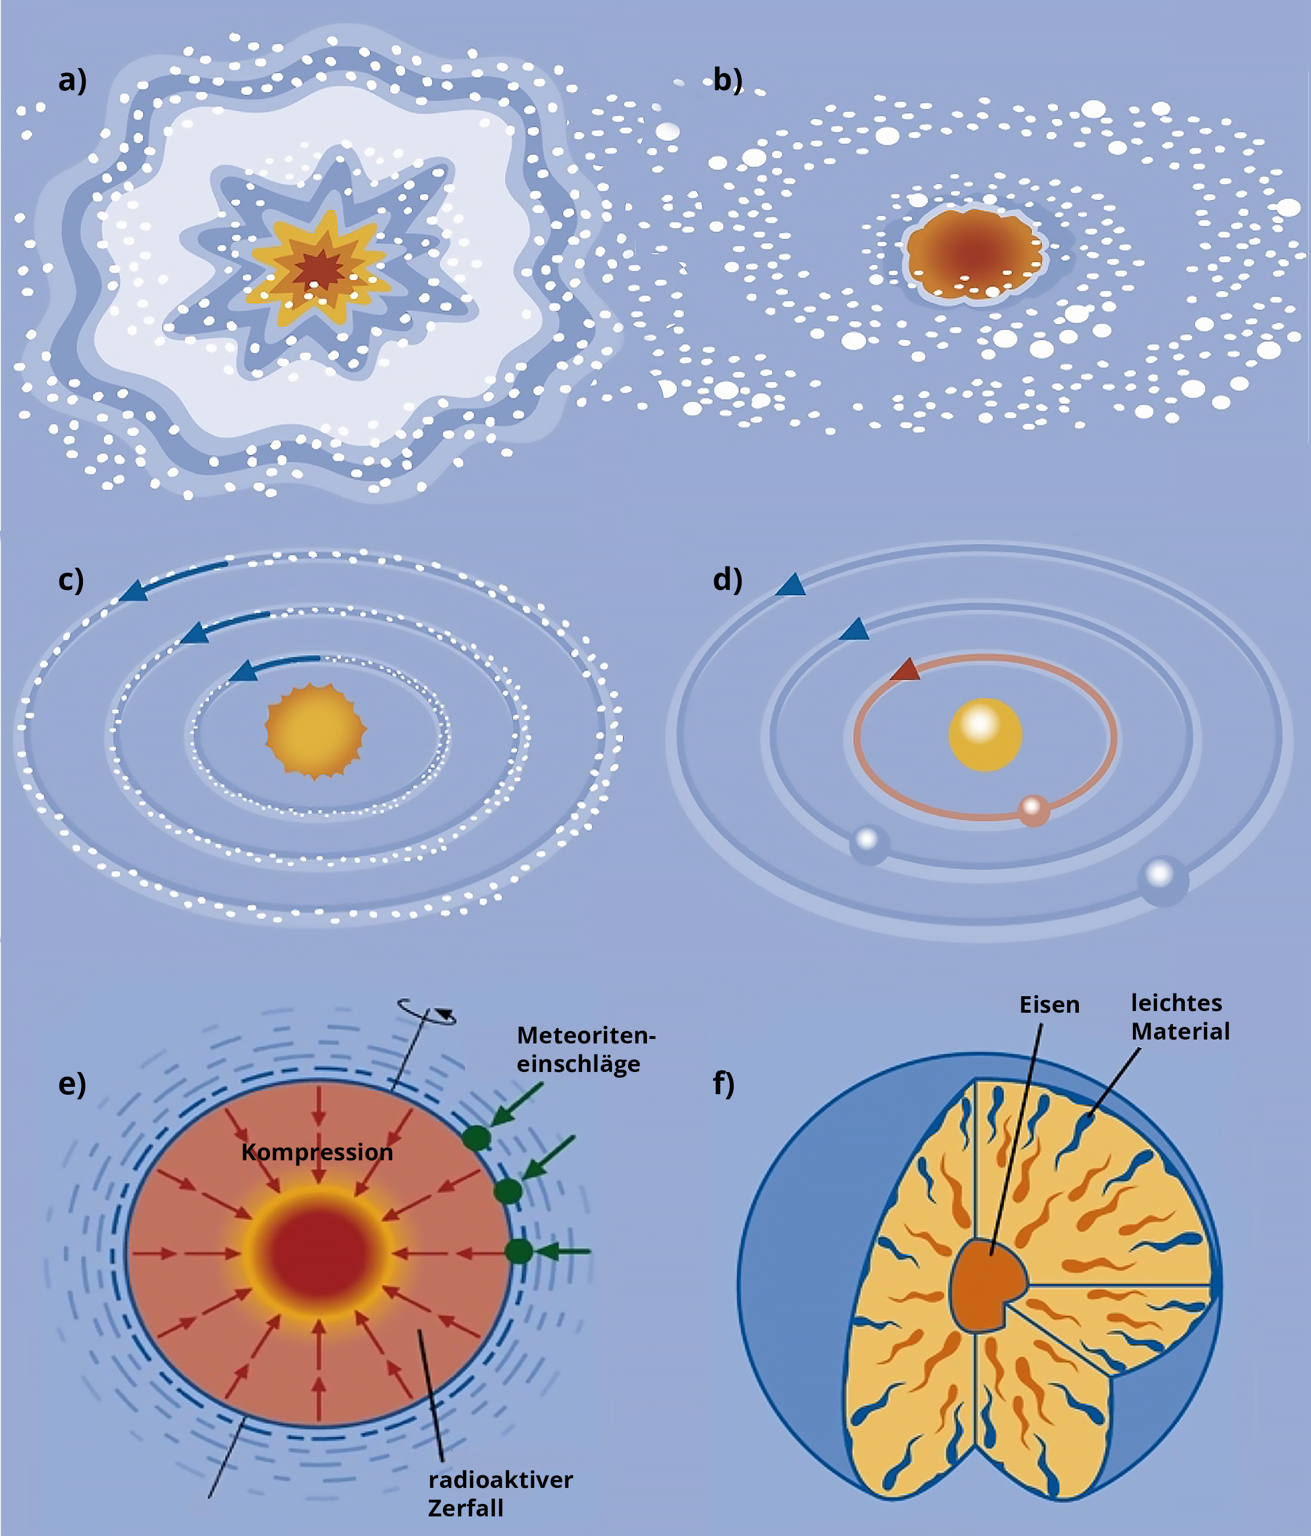 a)
b)
c)
d)
e)
Meteoriten-
einschläge
Kompression
radioaktiver
Zerfall
f)
Eisen
leichtes
Material